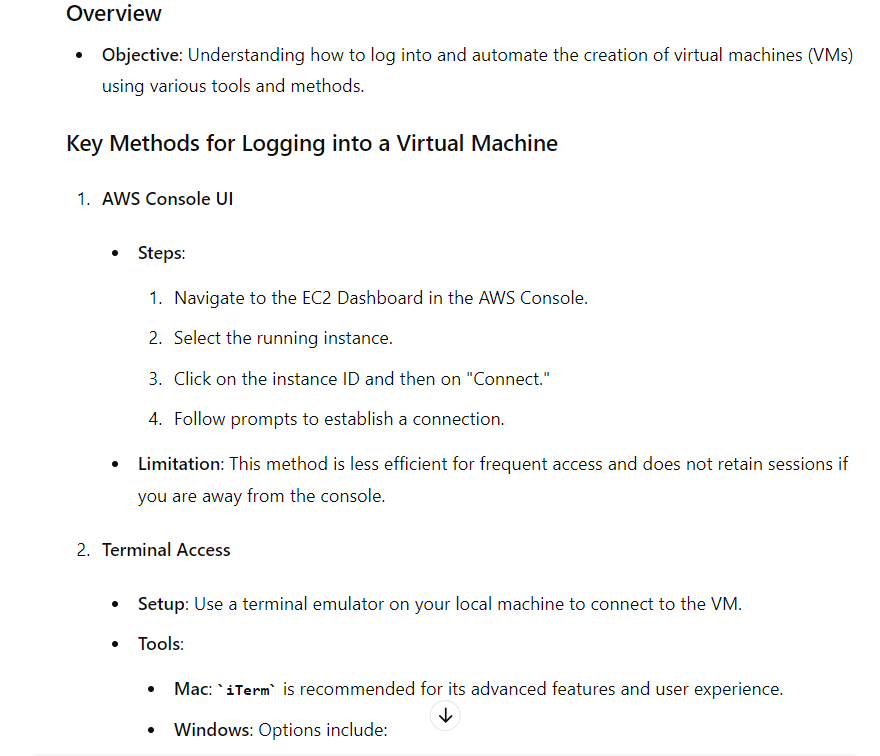 Overview
• Objective: Understanding how to log into and automate the creation of virtual machines (VMs)
using various tools and methods.
Key Methods for Logging into a Virtual Machine
1. AWS Console UI
• Steps:
1. Navigate to the EC2 Dashboard in the AWS Console.
2. Select the running instance.
3. Click on the instance ID and then on "Connect."
4. Follow prompts to establish a connection.
• Limitation: This method is less efficient for frequent access and does not retain sessions if
you are away from the console.
2. Terminal Access
• Setup: Use a terminal emulator on your local machine to connect to the VM.
• Tools:
• Mac: `iTerm` is recommended for its advanced features and user experience.
• Windows: Options include: